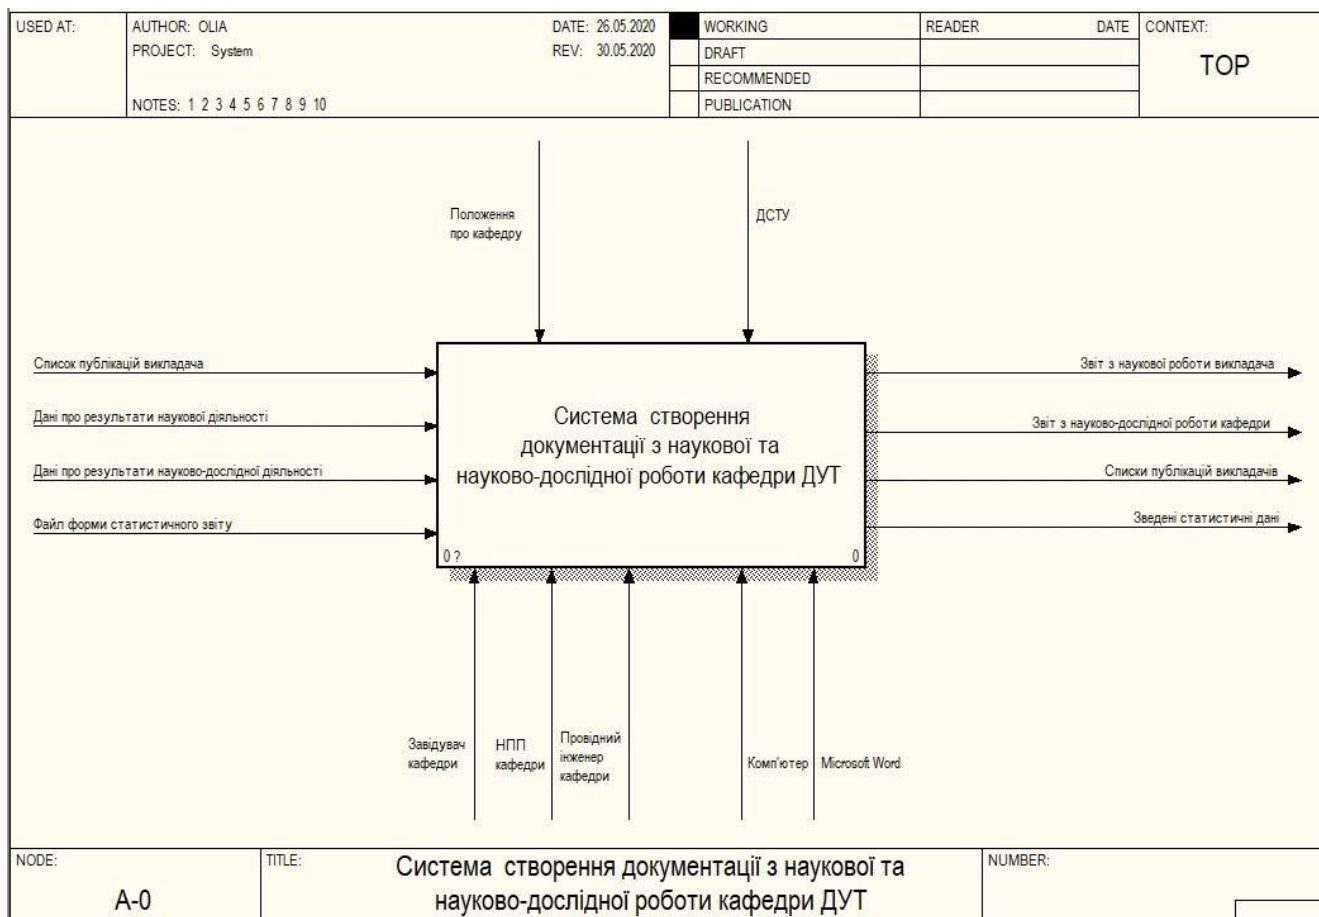 USED AT:
AUTHOR: OLIA
DATE: 26.05.2020
WORKING
READER
DATE
CONTEXT:
PROJECT: System
REV: 30.05.2020
DRAFT
TOP
RECOMMENDED
NOTES: 1 2 3 4 5 6 7 8 9 10
PUBLICATION
Положення
про кафедру
ДСТУ
Список публікацій викладача
Дані про результати наукової діяльності
Дані про результати науково-дослідної діяльності
Файл форми статистичного звіту
Система створення
документації з наукової та
науково-дослідної роботи кафедри ДУТ
0 ?
0
Звіт з наукової роботи викладача
Звіт з науково-дослідної роботи кафедри
Списки публікацій викладачів
Зведені статистичні дані
Завідувач
кафедри
НПП
кафедри
Провідний
інженер
кафедри
Комп'ютер
Microsoft Word
NODE:
A-0
TITLE:
Система створення документації з наукової та
науково-дослідної роботи кафедри ДУТ
NUMBER: